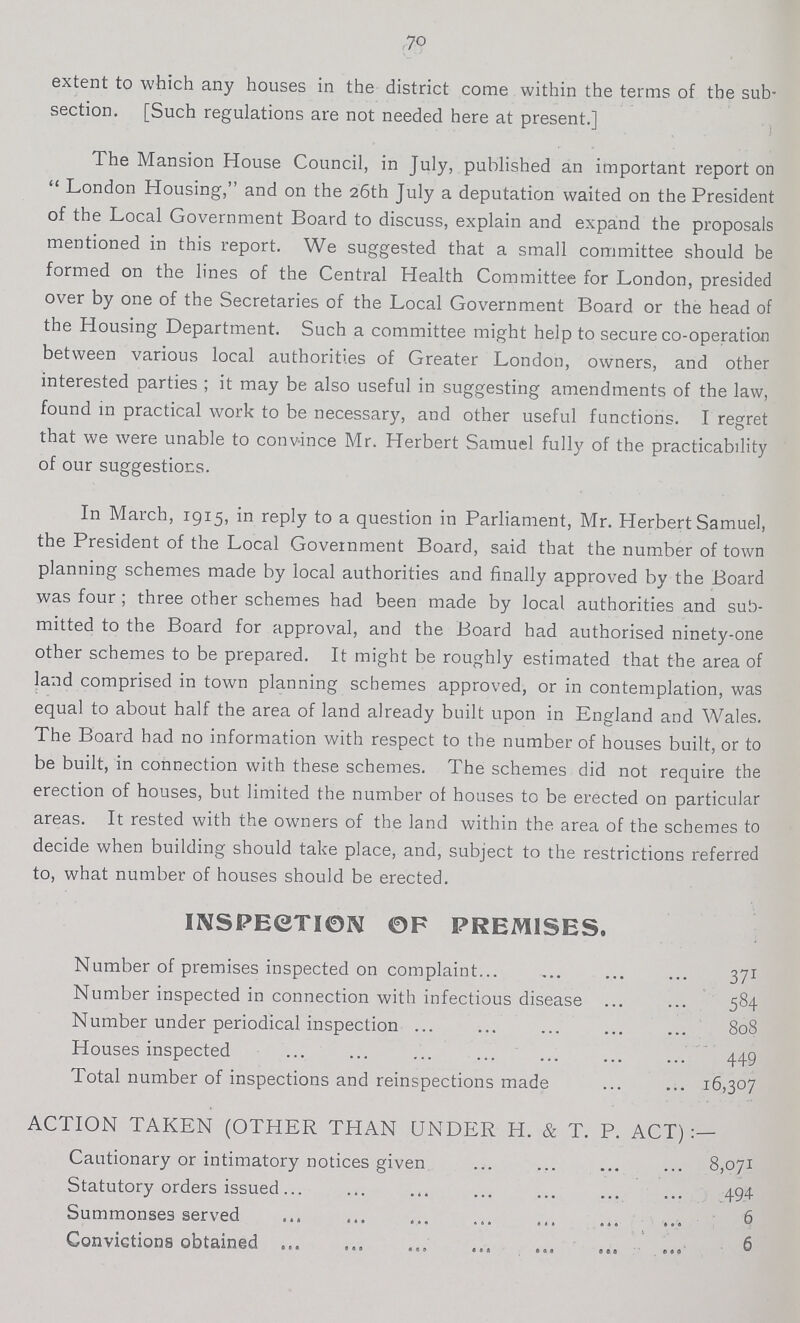 70
extent to which any houses in the district come within the terms of the sub-
section. [Such regulations are not needed here at present.]
The Mansion House Council, in July, published an important report on
“ London Housing,” and on the 26th July a deputation waited on the President
of the Local Government Board to discuss, explain and expand the proposals
mentioned in this report. We suggested that a small committee should be
formed on the lines of the Central Health Committee for London, presided
over by one of the Secretaries of the Local Government Board or the head of
the Housing Department. Such a committee might help to secure co-operation
between various local authorities of Greater London, owners, and other
interested parties ; it may be also useful in suggesting amendments of the law,
found in practical work to be necessary, and other useful functions. I regret
that we were unable to convince Mr. Herbert Samuel fully of the practicability
of our suggestions.
In March, 1915, in reply to a question in Parliament, Mr. Herbert Samuel,
the President of the Local Government Board, said that the number of town
planning schemes made by local authorities and finally approved by the Board
was four ; three other schemes had been made by local authorities and sub-
mitted to the Board for approval, and the Board had authorised ninety-one
other schemes to be prepared. It might be roughly estimated that the area of
land comprised in town planning schemes approved, or in contemplation, was
equal to about half the area of land already built upon in England and Wales.
The Board had no information with respect to the number of houses built, or to
be built, in connection with these schemes. The schemes did not require the
erection of houses, but limited the number of houses to be erected on particular
areas. It rested with the owners of the land within the area of the schemes to
decide when building should take place, and, subject to the restrictions referred
to, what number of houses should be erected.
INSPECTION OF PREMISES.
Number of premises inspected on complaint... ... ... ... 371
Number inspected in connection with infectious disease ... ... 584
Number under periodical inspection ... ... ... ... ... 808
Houses inspected ... ... ... ... ... ... ... 449
Total number of inspections and reinspections made ... ... 16,307
ACTION TAKEN (OTHER THAN UNDER H. & T. P. ACT) :—
Cautionary or intimatory notices given ... ... ... ... 8,071
Statutory orders issued ... ... ... ... ... ... ... 494
Summonses served ... ... ... ... ... ... ... 6
Convictions obtained ... ... ... ... ... ... ... 6